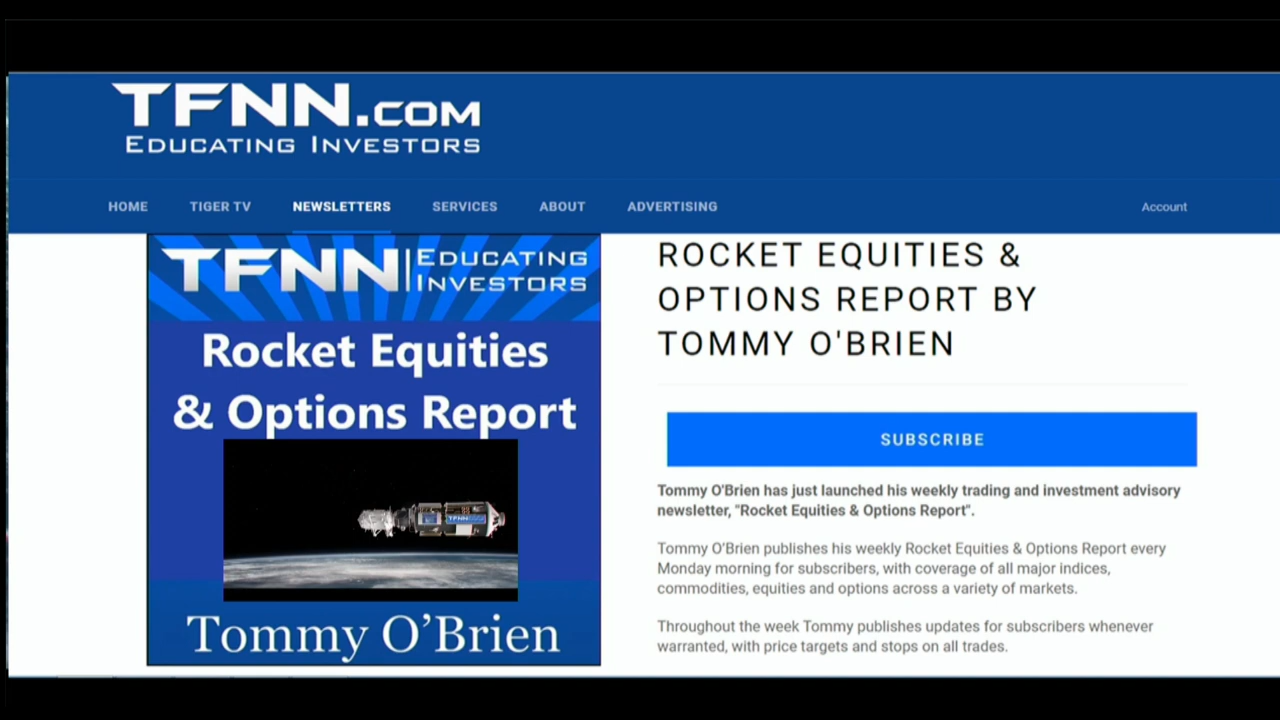 TFNN.COM
EDUCATING INVESTORS
HOME TIGER TV NEWSLETTERS SERVICES ABOUT ADVERTISING Account
TFNN EDUCATING
INVESTORS
Rocket Equities
& Options Report
TFNN
Tommy O’Brien
ROCKET EQUITIES &
OPTIONS REPORT BY
TOMMY O'BRIEN
SUBSCRIBE
Tommy O'Brien has just launched his weekly trading and investment advisory
newsletter, "Rocket Equities & Options Report".
Tommy O’Brien publishes his weekly Rocket Equities & Options Report every
Monday morning for subscribers, with coverage of all major indices,
commodities, equities and options across a variety of markets.
Throughout the week Tommy publishes updates for subscribers whenever
warranted, with price targets and stops on all trades.